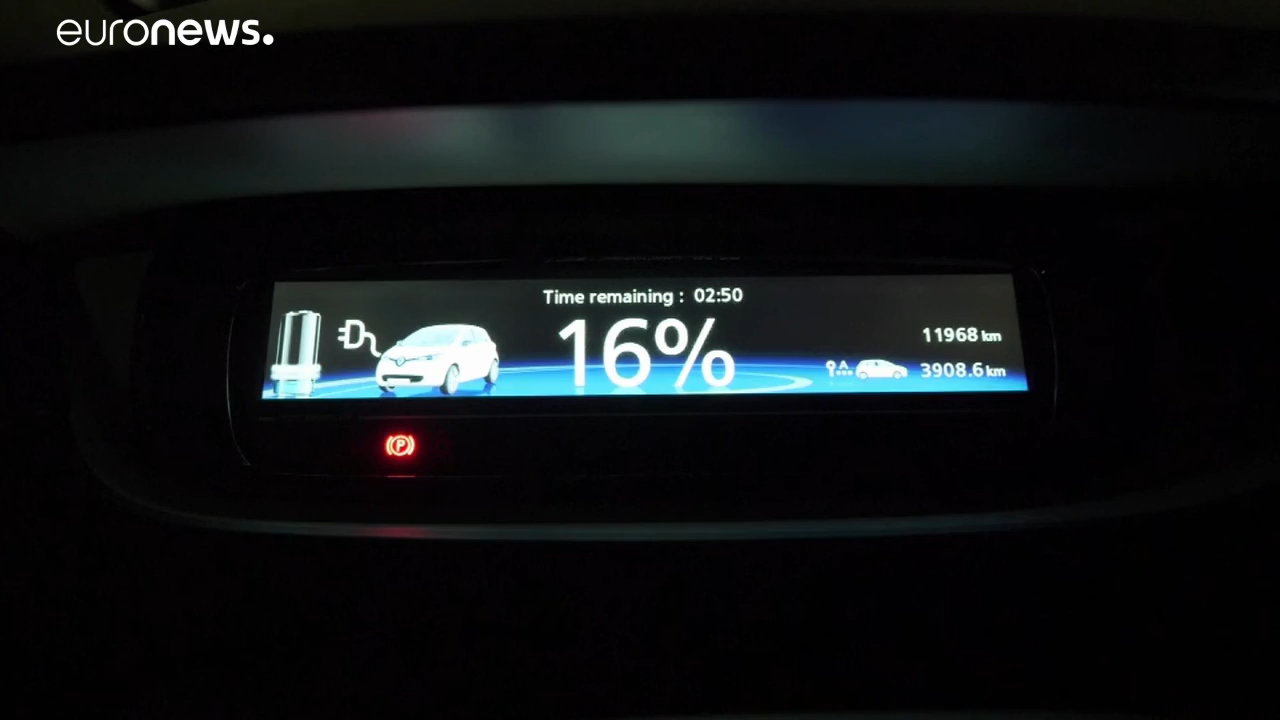 euronews.
Time remaining : 02:50
16%
11968 km
A
3908.6 km
P